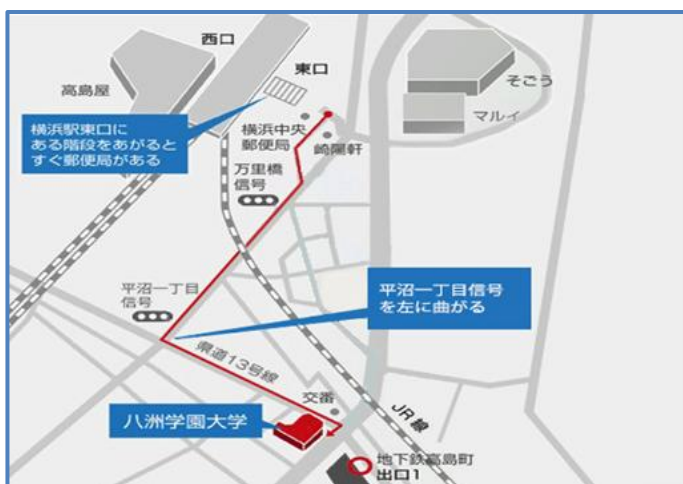 西口
東口
高島屋
そごう
マルイ
横浜駅東口に
ある階段をあがると
すぐ郵便局がある
横浜中央
郵便局
崎陽軒
万里橋
信号
平沼一丁目
信号
平沼一丁目信号
を左に曲がる
県道13号線
交番
八洲学園大学
JR線
地下鉄高島町
出口1